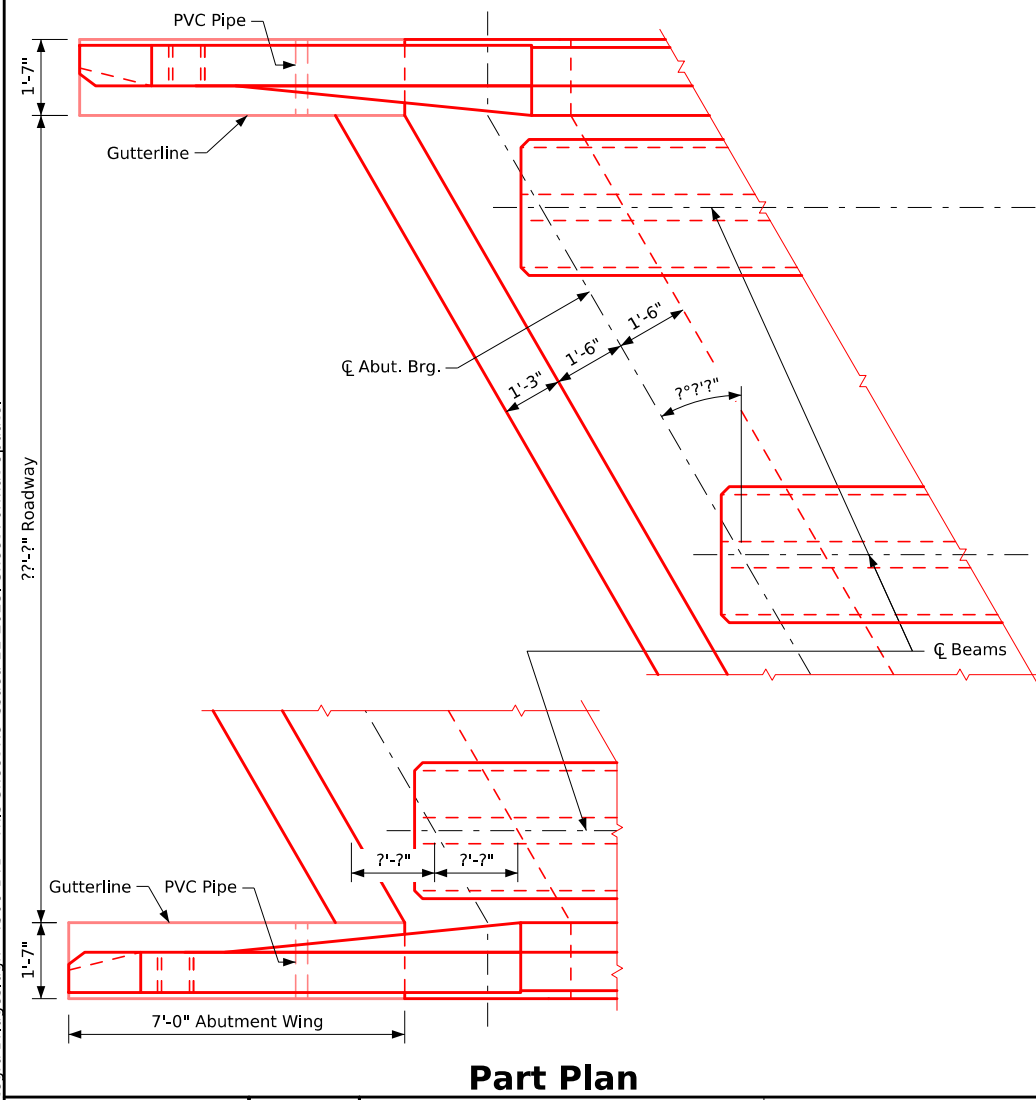 PVC Pipe
1'-7"
Gutterline
℄ Abut. Brg.
1'-3"
1'-6"
1'-6"
?°?'?"
??'-?" Roadway
℄ Beams
?'-?"
?'-?"
Gutterline
PVC Pipe
1'-7"
7'-0" Abutment Wing
Part Plan